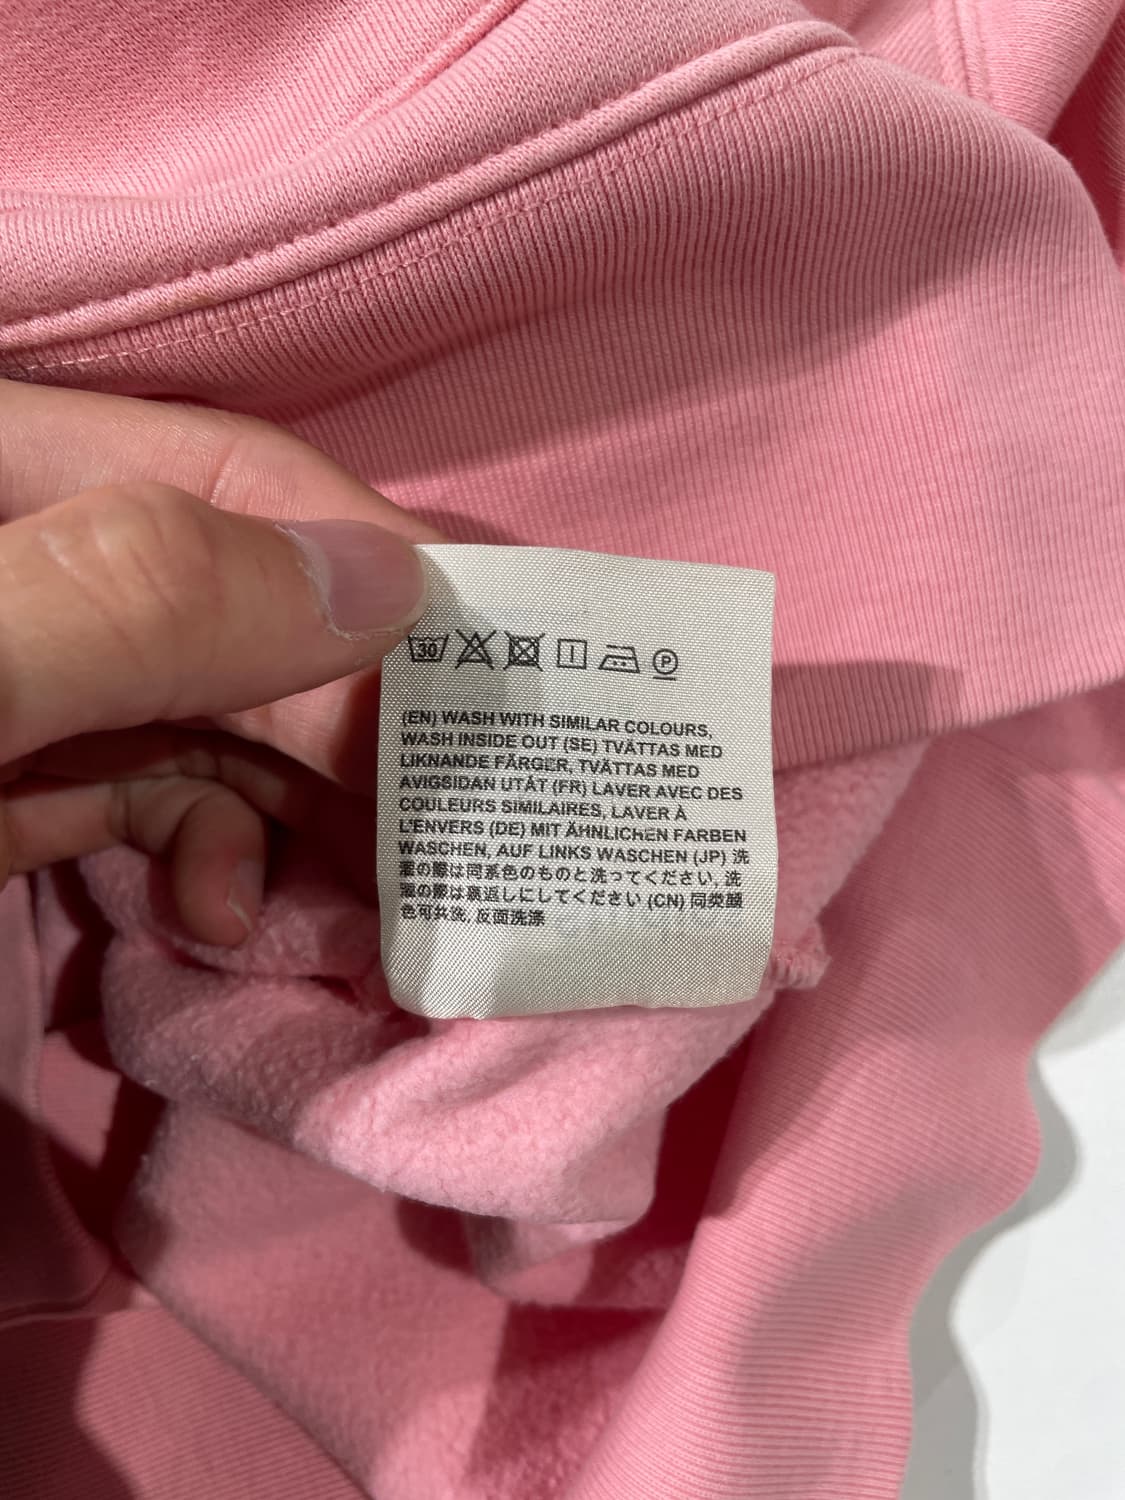 30 P
(EN) WASH WITH SIMILAR COLOURS,
WASH INSIDE OUT (SE) TVÄTTAS MED
LIKNANDE FÄRGER, TVÄTTAS MED
AVIGSIDAN UTÅT (FR) LAVER AVEC DES
COULEURS SIMILAIRES, LAVER À
L'ENVERS (DE) MIT ÄHNLICHEN FARBEN
WASCHEN, AUF LINKS WASCHEN (JP) 洗
濯の際は同系色のものと洗ってください, 洗
濯の際は裏返しにしてください (CN) 同类颜
色可共洗, 反面洗涤